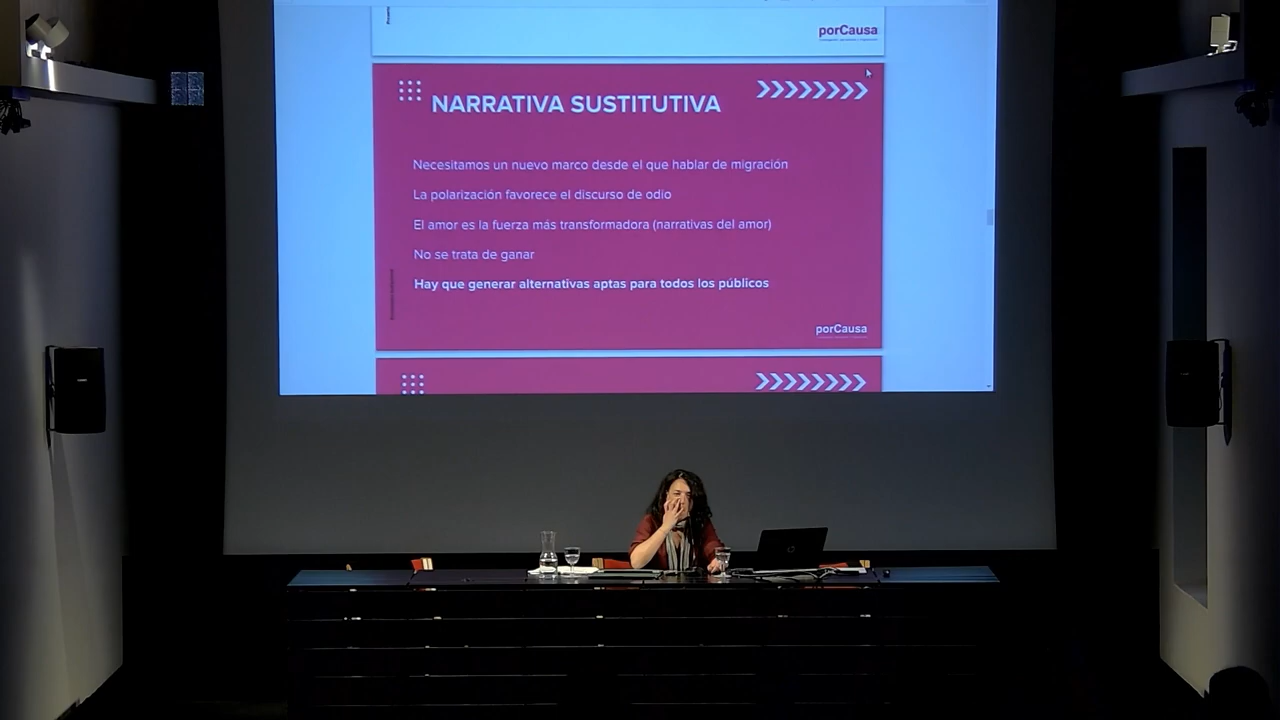 porCausa
NARRATIVA SUSTITUTIVA
Necesitamos un nuevo marco desde el que hablar de migración
La polarización favorece el discurso de odio
El amor es la fuerza más transformadora (narrativas del amor)
No se trata de ganar
Hay que generar alternativas aptas para todos los públicos
porCausa